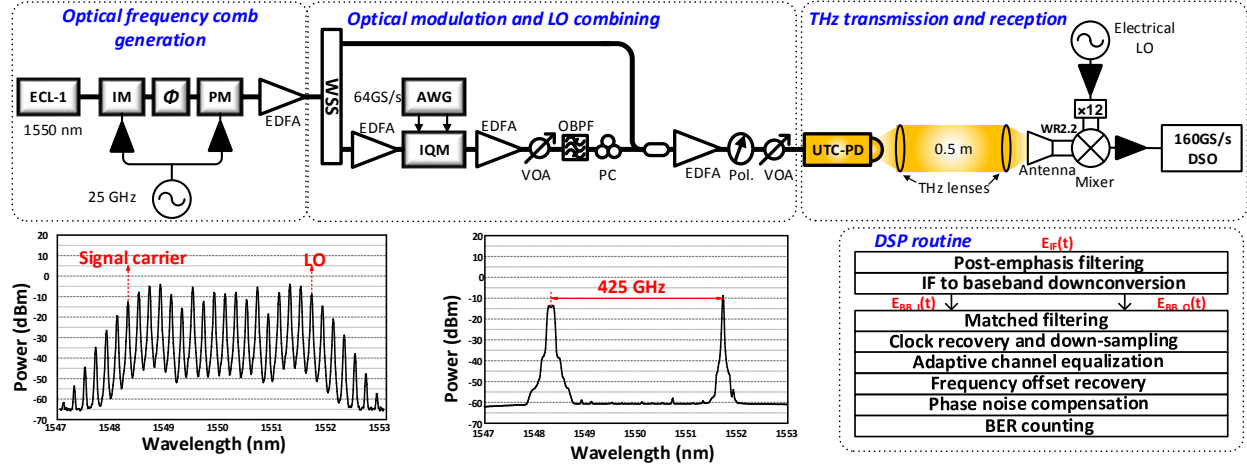 Optical frequency comb
generation
ECL-1
1550 nm
IM
Φ
PM
EDFA
25 GHz
Optical modulation and LO combining
WSS
64GS/s
AWG
EDFA
IQM
EDFA
VOA
OBPF
PC
EDFA
Pol.
VOA
THz transmission and reception
Electrical
LO
x12
UTC-PD
0.5 m
THz lenses
WR2.2
Antenna
Mixer
160GS/s
DSO
Power (dBm)
20
10
0
-10
-20
-30
-40
-50
-60
-70
Signal carrier
LO
1547 1548 1549 1550 1551 1552 1553
Wavelength (nm)
Power (dBm)
20
10
0
-10
-20
-30
-40
-50
-60
-70
425 GHz
1547 1548 1549 1550 1551 1552 1553
Wavelength (nm)
DSP routine
E_IF(t)
Post-emphasis filtering
IF to baseband downconversion
E_BB_I(t)
E_BB_Q(t)
Matched filtering
Clock recovery and down-sampling
Adaptive channel equalization
Frequency offset recovery
Phase noise compensation
BER counting